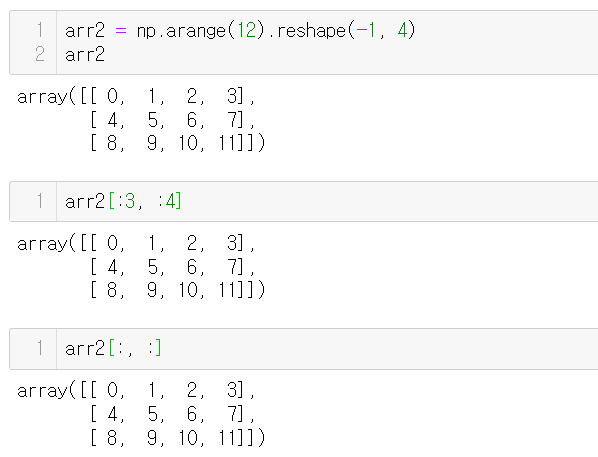 1 arr2 = np.arange(12).reshape(-1, 4)
2 arr2
array([[ 0, 1, 2, 3],
[ 4, 5, 6, 7],
[ 8, 9, 10, 11]])
1 arr2[:3, :4]
array([[ 0, 1, 2, 3],
[ 4, 5, 6, 7],
[ 8, 9, 10, 11]])
1 arr2[:, :]
array([[ 0, 1, 2, 3],
[ 4, 5, 6, 7],
[ 8, 9, 10, 11]])